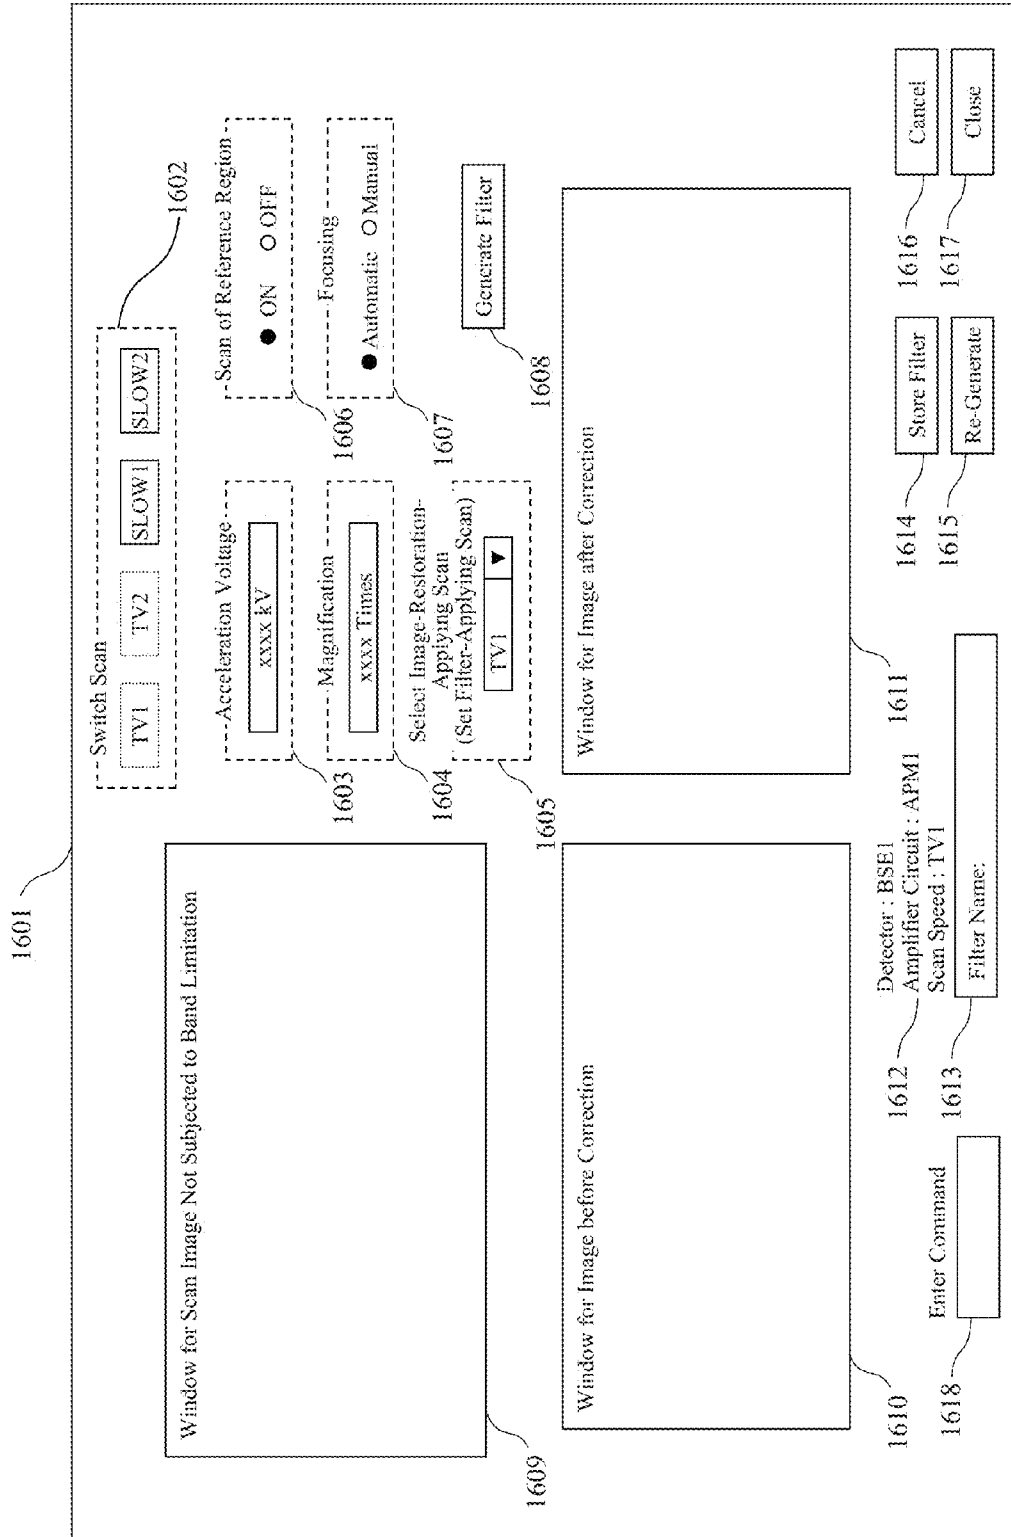 1601
Switch Scan
TV1
TV2
SLOW1
SLOW2
1602
Window for Scan Image Not Subjected to Band Limitation
1609
Acceleration Voltage
xxxx kV
1603
Scan of Reference Region
ON
OFF
1606
Magnification
xxxx Times
1604
Focusing
Automatic
Manual
1607
Select Image-Restoration-
Applying Scan
(Set Filter-Applying Scan)
TV1 ▼
1605
Generate Filter
1608
Window for Image before Correction
1610
Window for Image after Correction
1611
Enter Command
1618
Detector : BSE1
Amplifier Circuit : APM1
Scan Speed : TV1
1612
Filter Name:
1613
Store Filter
1614
Re-Generate
1615
Cancel
1616
Close
1617